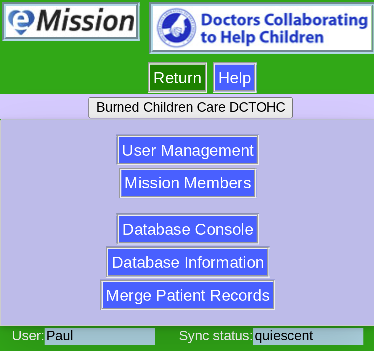 eMission
Doctors Collaborating
to Help Children
Return Help
Burned Children Care DCTOHC
User Management
Mission Members
Database Console
Database Information
Merge Patient Records
User: Paul Sync status: quiescent